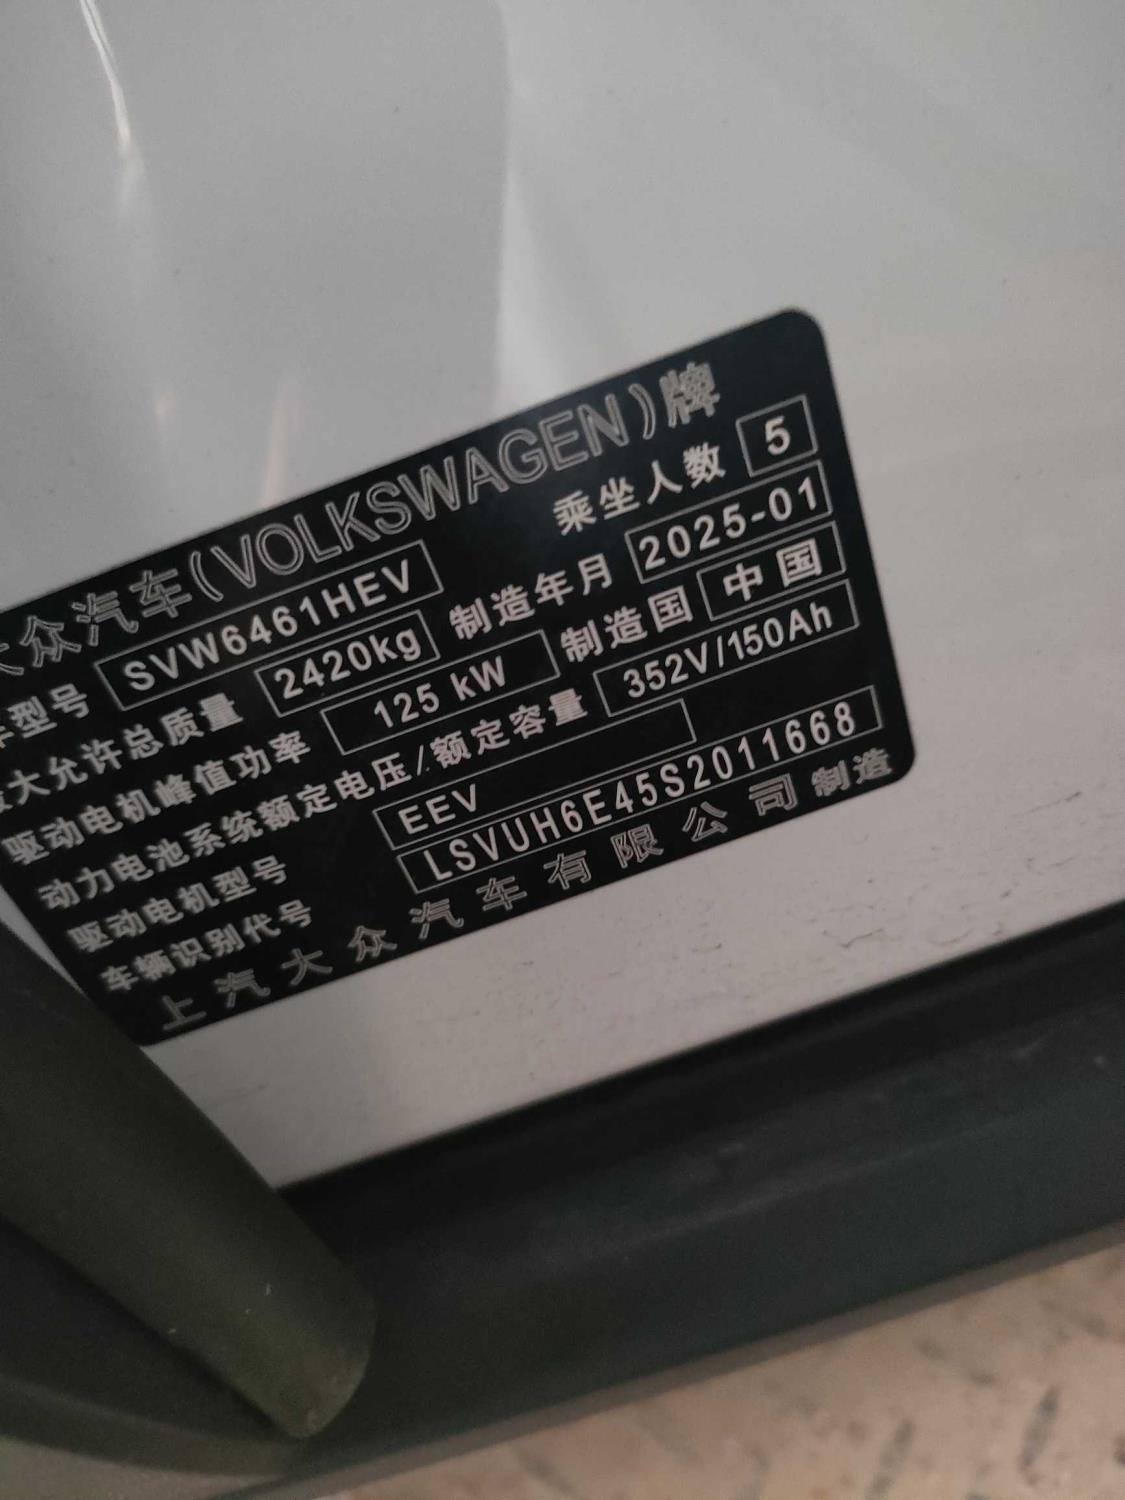 大众汽车(VOLKSWAGEN)牌
车型号 SVW6461HEV 乘坐人数 5
最大允许总质量 2420kg 制造年月 2025-01
驱动电机峰值功率 125 kW 制造国 中国
动力电池系统额定电压/额定容量 352V/150Ah
驱动电机型号 EEV
车辆识别代号 LSVUH6E45S2011668
上汽大众汽车有限公司 制造